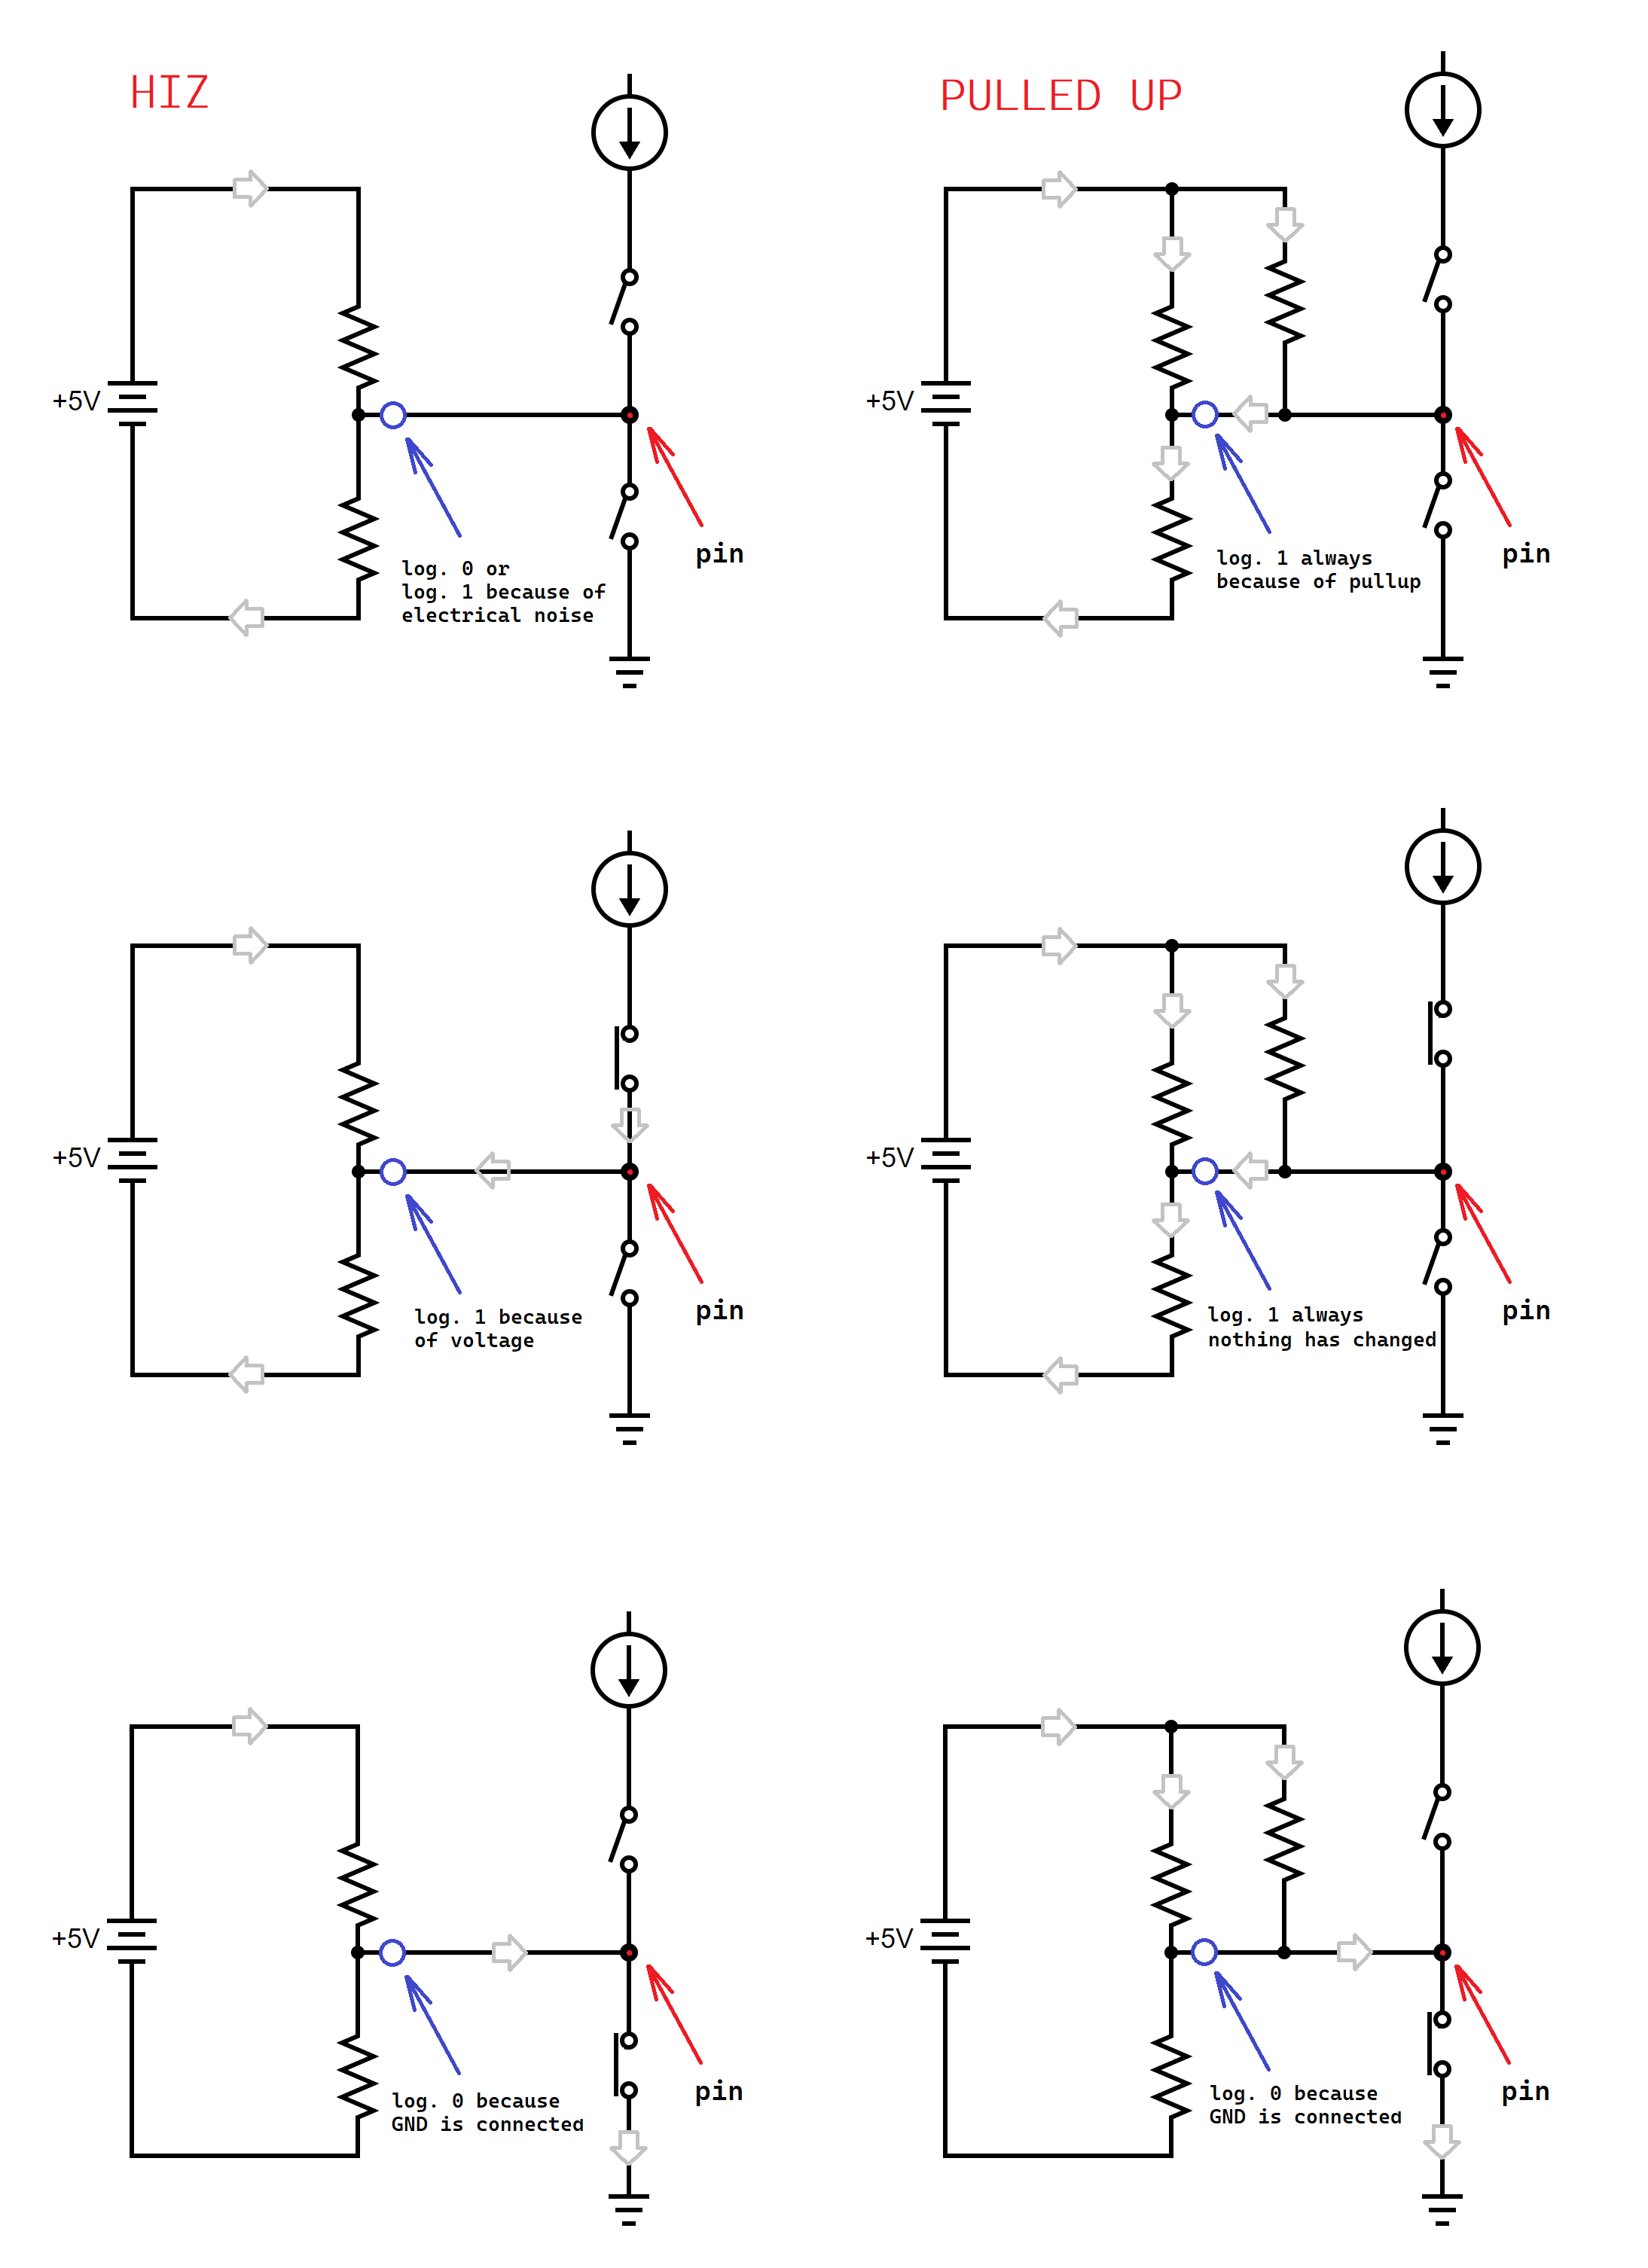 HIZ
PULLED UP
+5V
log. 0 or
log. 1 because of
electrical noise
pin
+5V
log. 1 always
because of pullup
pin
+5V
log. 1 because
of voltage
pin
+5V
log. 1 always
nothing has changed
pin
+5V
log. 0 because
GND is connected
pin
+5V
log. 0 because
GND is connected
pin